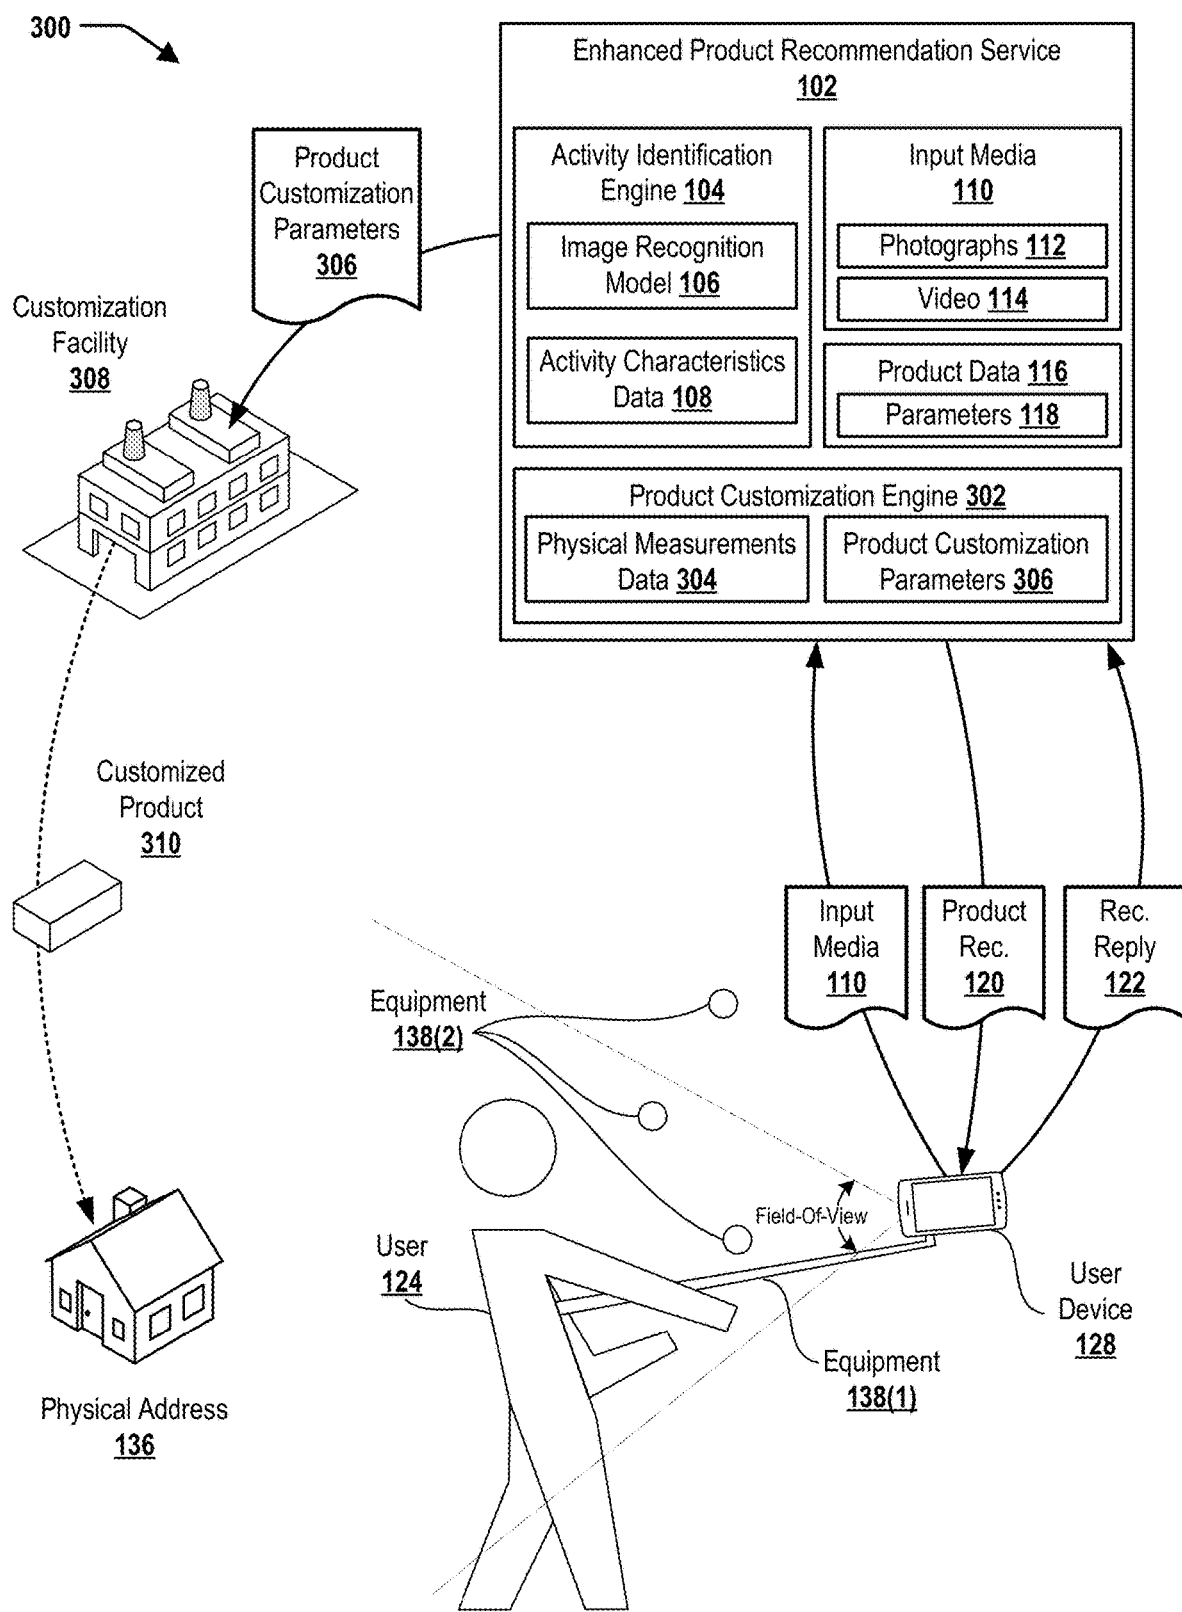 300
Enhanced Product Recommendation Service
102
Product
Customization
Parameters
306
Activity Identification
Engine 104
Image Recognition
Model 106
Activity Characteristics
Data 108
Input Media
110
Photographs 112
Video 114
Product Data 116
Parameters 118
Product Customization Engine 302
Physical Measurements
Data 304
Product Customization
Parameters 306
Customization
Facility
308
Customized
Product
310
Input
Media
110
Product
Rec.
120
Rec.
Reply
122
Equipment
138(2)
Field-Of-View
User
124
User
Device
128
Equipment
138(1)
Physical Address
136